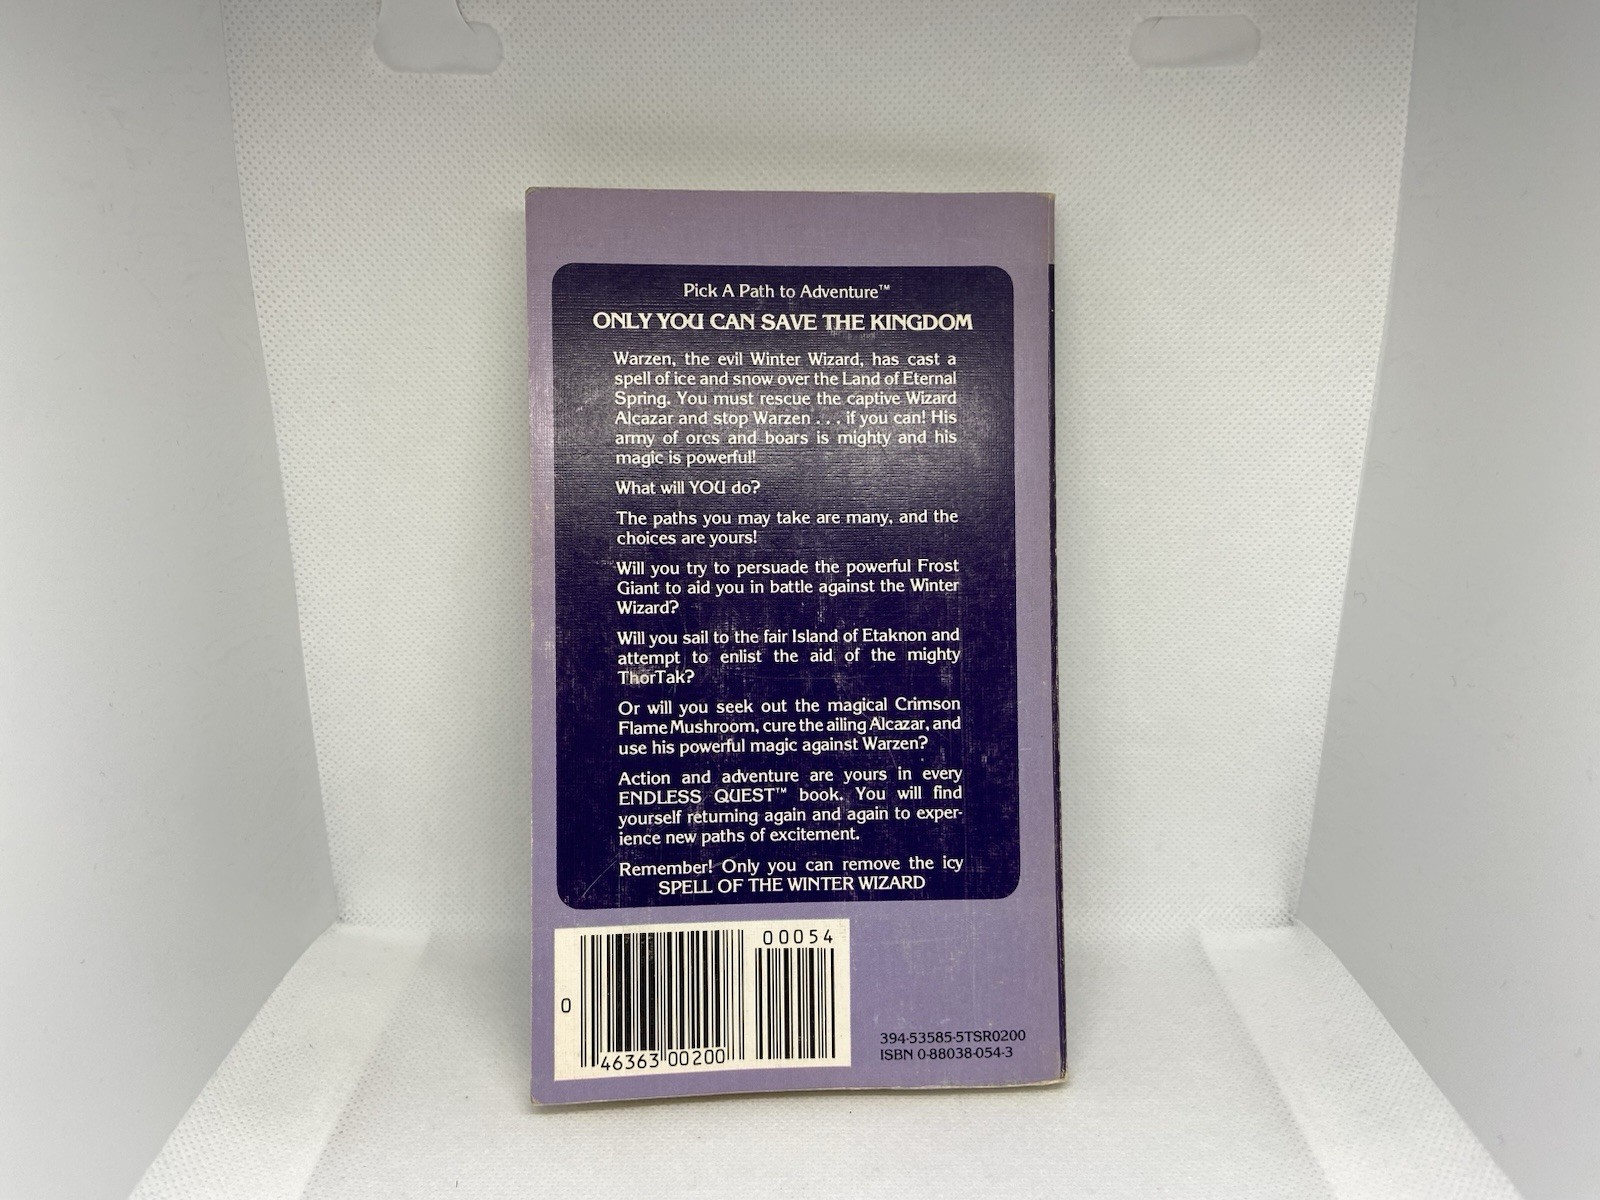 Pick A Path to Adventure™
ONLY YOU CAN SAVE THE KINGDOM
Warzen, the evil Winter Wizard, has cast a
spell of ice and snow over the Land of Eternal
Spring. You must rescue the captive Wizard
Alcazar and stop Warzen . . . if you can! His
army of orcs and boars is mighty and his
magic is powerful!
What will YOU do?
The paths you may take are many, and the
choices are yours!
Will you try to persuade the powerful Frost
Giant to aid you in battle against the Winter
Wizard?
Will you sail to the fair Island of Etaknon and
attempt to enlist the aid of the mighty
ThorTak?
Or will you seek out the magical Crimson
Flame Mushroom, cure the ailing Alcazar, and
use his powerful magic against Warzen?
Action and adventure are yours in every
ENDLESS QUEST™ book. You will find
yourself returning again and again to exper-
ience new paths of excitement.
Remember! Only you can remove the icy
SPELL OF THE WINTER WIZARD
00054
0
46363 00200
394-53585-5TSR0200
ISBN 0-88038-054-3